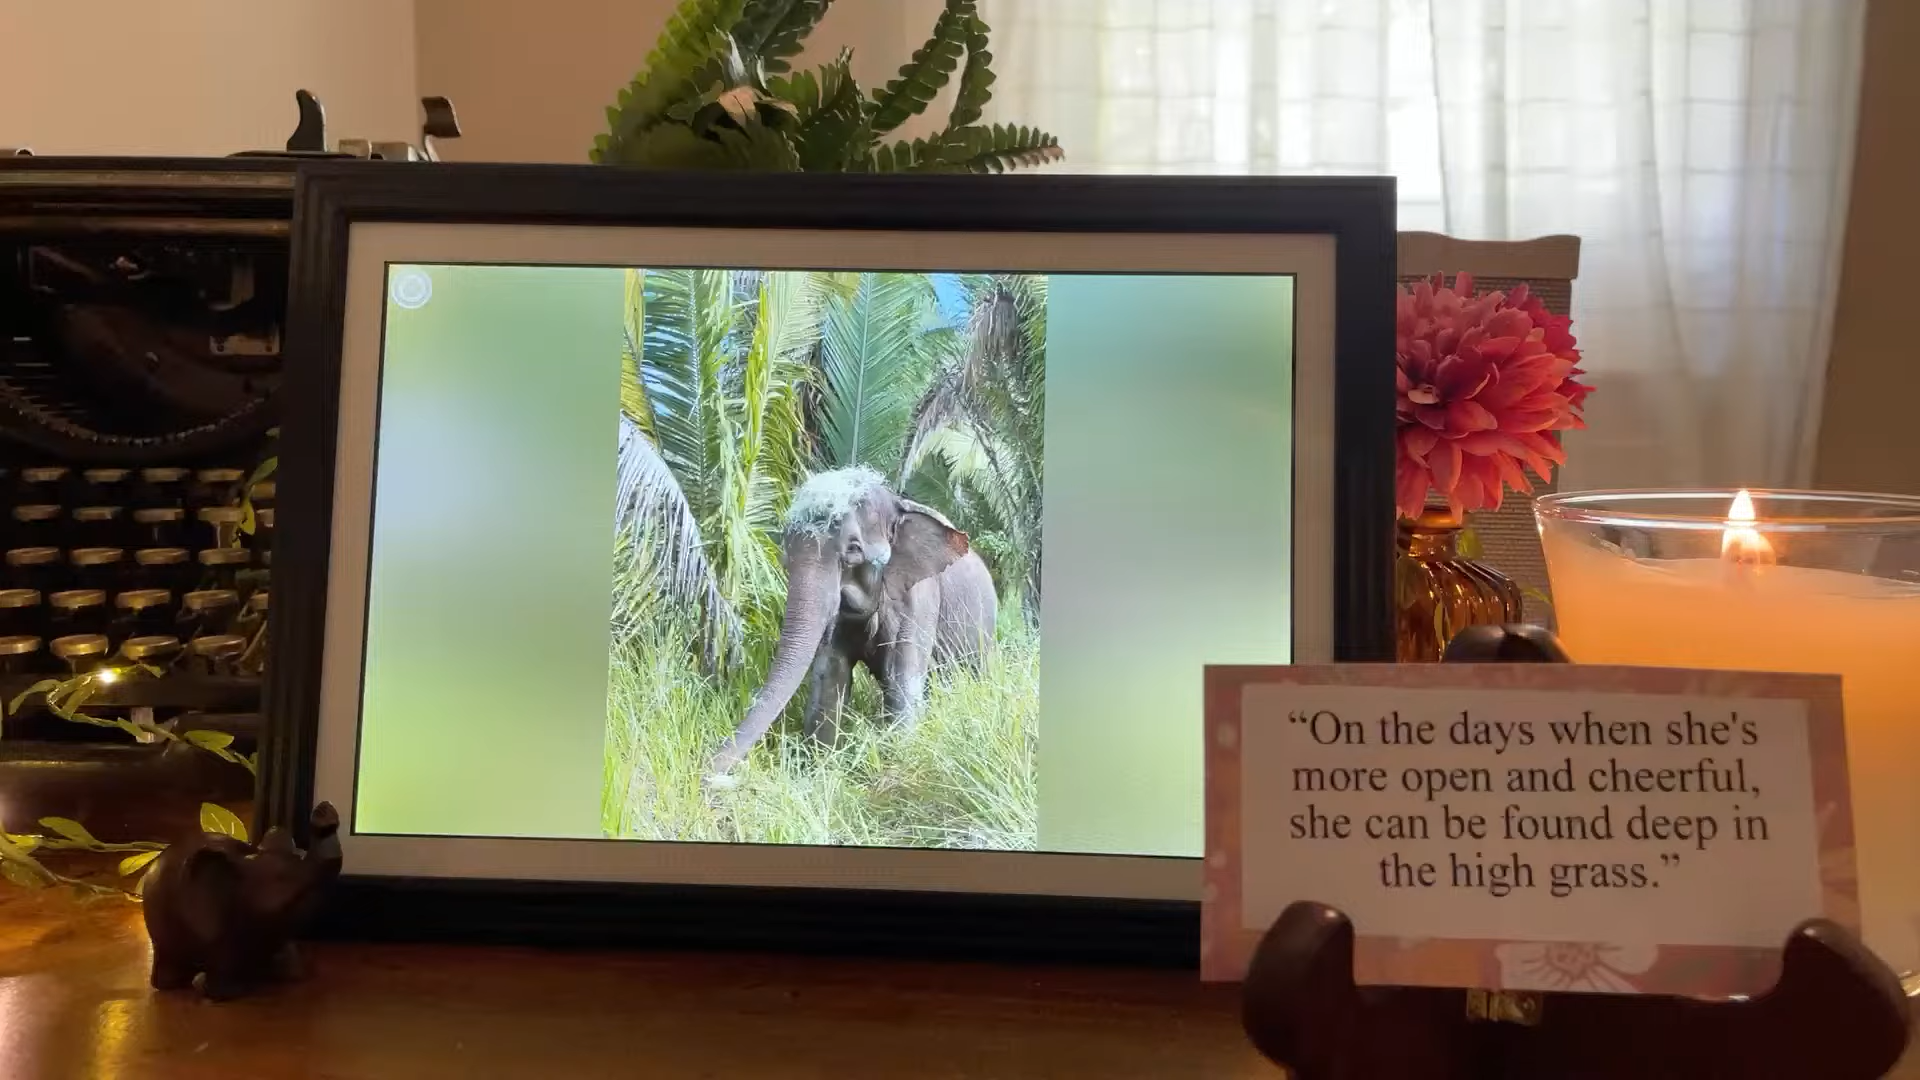 “On the days when she's
more open and cheerful,
she can be found deep in
the high grass.”